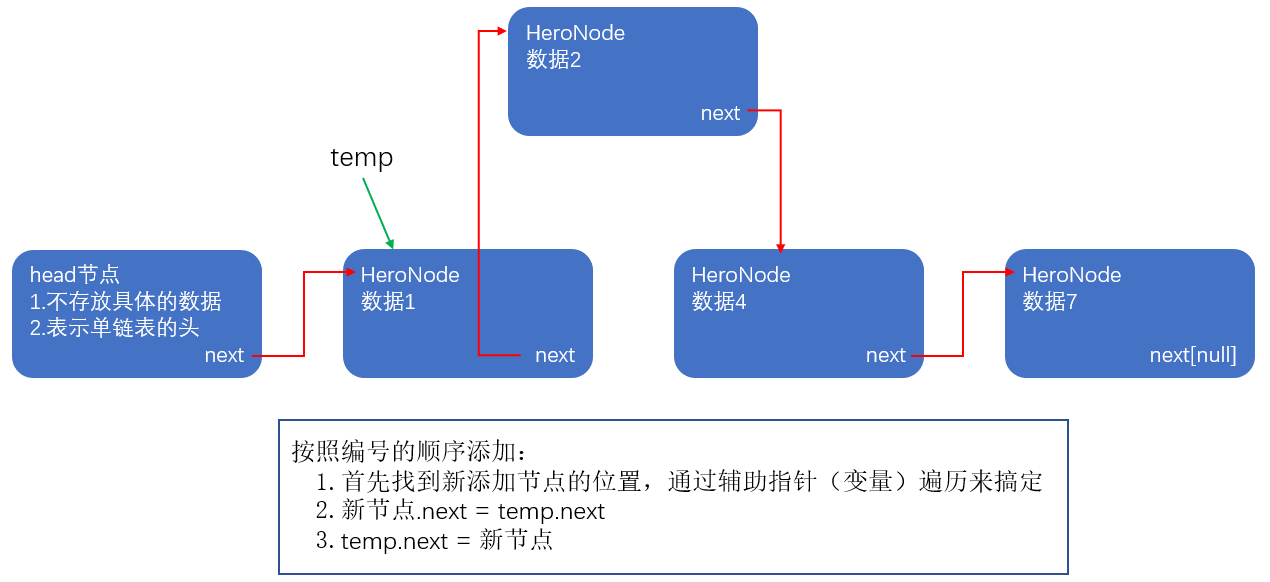 HeroNode
数据2
next
temp
head节点
1.不存放具体的数据
2.表示单链表的头
next
HeroNode
数据1
next
HeroNode
数据4
next
HeroNode
数据7
next[null]
按照编号的顺序添加：
1. 首先找到新添加节点的位置，通过辅助指针（变量）遍历来搞定
2. 新节点.next = temp.next
3. temp.next = 新节点